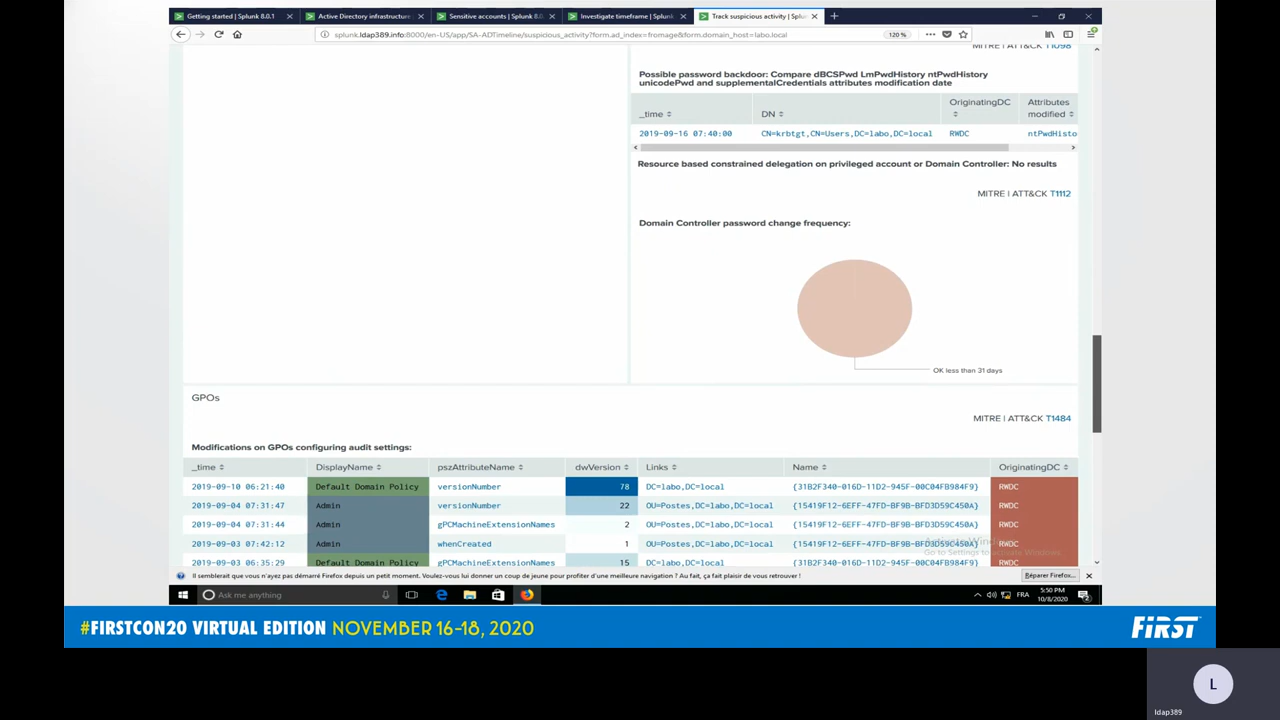 Getting started | Splunk 8.0.1
Active Directory infrastructure
Sensitive accounts | Splunk 8.0.
Investigate timeframe | Splunk
Track suspicious activity | Splu
splunk.ldap389.info:8000/en-US/app/SA-ADTimeline/suspicious_activity?form.ad_index=fromage&form.domain_host=labo.local
120 %
MITRE | ATT&CK T1098
Possible password backdoor: Compare dBCSPwd LmPwdHistory ntPwdHistory
unicodePwd and supplementalCredentials attributes modification date
_time DN OriginatingDC Attributes modified
2019-09-16 07:40:00 CN=krbtgt,CN=Users,DC=labo,DC=local RWDC ntPwdHisto
Resource based constrained delegation on privileged account or Domain Controller: No results
MITRE | ATT&CK T1112
Domain Controller password change frequency:
OK less than 31 days
GPOs
MITRE | ATT&CK T1484
Modifications on GPOs configuring audit settings:
_time DisplayName pszAttributeName dwVersion Links Name OriginatingDC
2019-09-10 06:21:40 Default Domain Policy versionNumber 78 DC=labo,DC=local {31B2F340-016D-11D2-945F-00C04FB984F9} RWDC
2019-09-04 07:31:47 Admin versionNumber 22 OU=Postes,DC=labo,DC=local {15419F12-6EFF-47FD-BF9B-BFD3D59C450A} RWDC
2019-09-04 07:31:44 Admin gPCMachineExtensionNames 2 OU=Postes,DC=labo,DC=local {15419F12-6EFF-47FD-BF9B-BFD3D59C450A} RWDC
2019-09-03 07:42:12 Admin whenCreated 1 OU=Postes,DC=labo,DC=local {15419F12-6EFF-47FD-BF9B-BFD3D59C450A} RWDC
2019-09-03 06:35:29 Default Domain Policy gPCMachineExtensionNames 15 DC=labo,DC=local {31B2F340-016D-11D2-945F-00C04FB984F9} RWDC
Activate Windows
Go to Settings to activate Windows.
Il semblerait que vous n'ayez pas démarré Firefox depuis un petit moment. Voulez-vous lui donner un coup de jeune pour profiter d'une meilleure navigation ? Au fait, ça fait plaisir de vous retrouver !
Réparer Firefox...
Ask me anything
FRA
5:50 PM
10/8/2020
2
#FIRSTCON20 VIRTUAL EDITION NOVEMBER 16-18, 2020
FIRST
L
ldap389